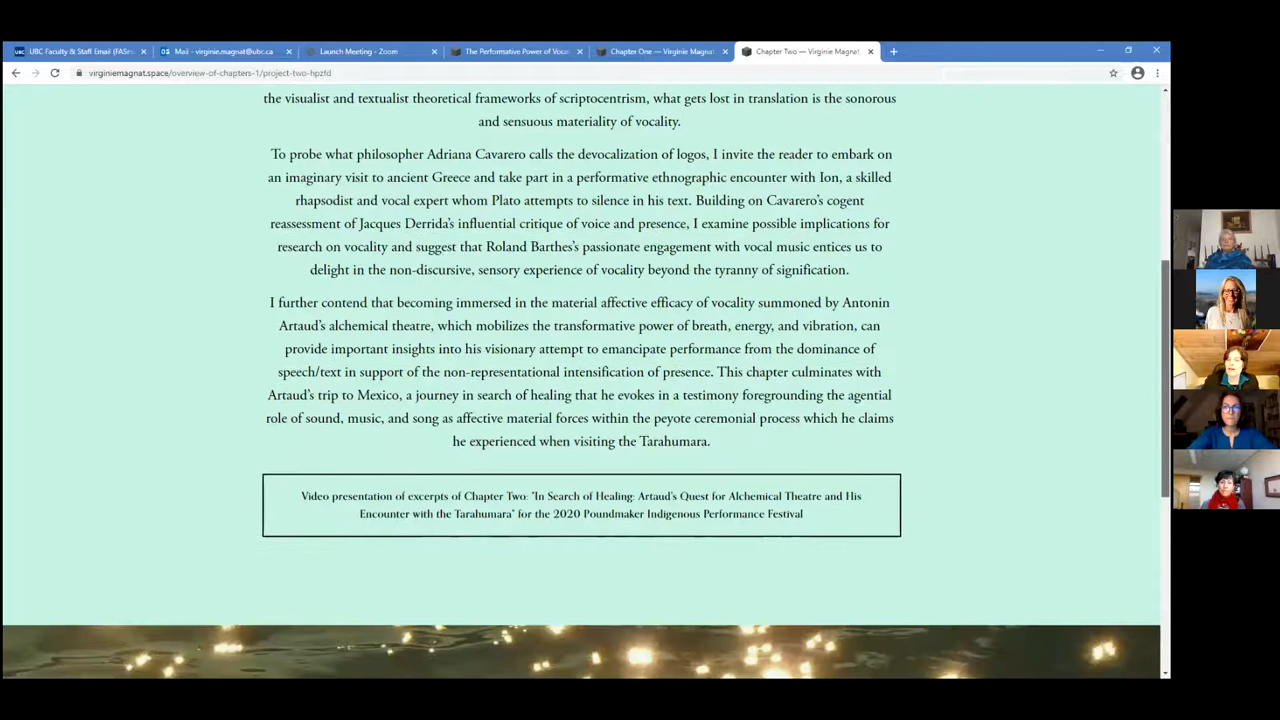 UBC Faculty & Staff Email (FASm
Mail - virginie.magnat@ubc.ca
Launch Meeting - Zoom
The Performative Power of Vocal
Chapter One — Virginie Magnat
Chapter Two — Virginie Magnat
virginiemagnat.space/overview-of-chapters-1/project-two-hpzfd
the visualist and textualist theoretical frameworks of scriptocentrism, what gets lost in translation is the sonorous
and sensuous materiality of vocality.
To probe what philosopher Adriana Cavarero calls the devocalization of logos, I invite the reader to embark on
an imaginary visit to ancient Greece and take part in a performative ethnographic encounter with Ion, a skilled
rhapsodist and vocal expert whom Plato attempts to silence in his text. Building on Cavarero's cogent
reassessment of Jacques Derrida's influential critique of voice and presence, I examine possible implications for
research on vocality and suggest that Roland Barthes's passionate engagement with vocal music entices us to
delight in the non-discursive, sensory experience of vocality beyond the tyranny of signification.
I further contend that becoming immersed in the material affective efficacy of vocality summoned by Antonin
Artaud's alchemical theatre, which mobilizes the transformative power of breath, energy, and vibration, can
provide important insights into his visionary attempt to emancipate performance from the dominance of
speech/text in support of the non-representational intensification of presence. This chapter culminates with
Artaud's trip to Mexico, a journey in search of healing that he evokes in a testimony foregrounding the agential
role of sound, music, and song as affective material forces within the peyote ceremonial process which he claims
he experienced when visiting the Tarahumara.
Video presentation of excerpts of Chapter Two: "In Search of Healing: Artaud's Quest for Alchemical Theatre and His
Encounter with the Tarahumara" for the 2020 Poundmaker Indigenous Performance Festival